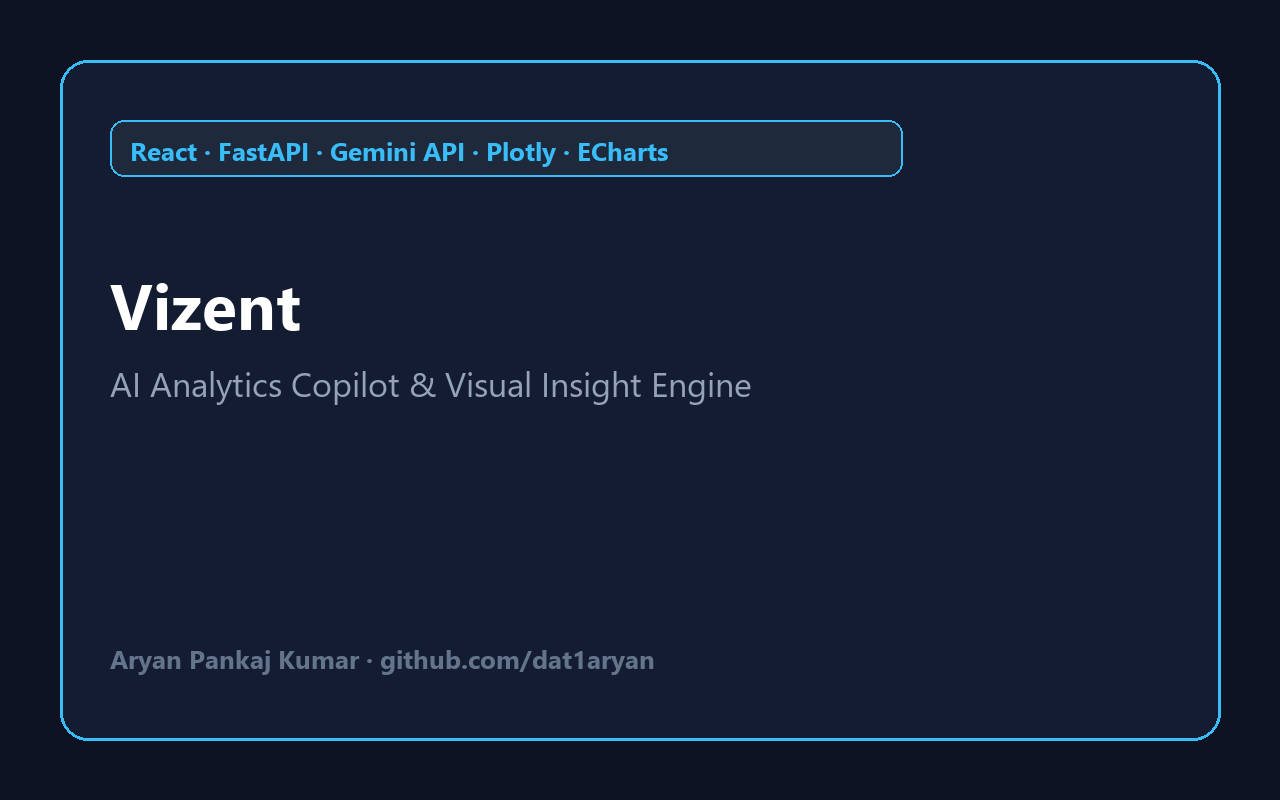 React · FastAPI · Gemini API · Plotly · ECharts
Vizent
AI Analytics Copilot & Visual Insight Engine
Aryan Pankaj Kumar · github.com/dat1aryan